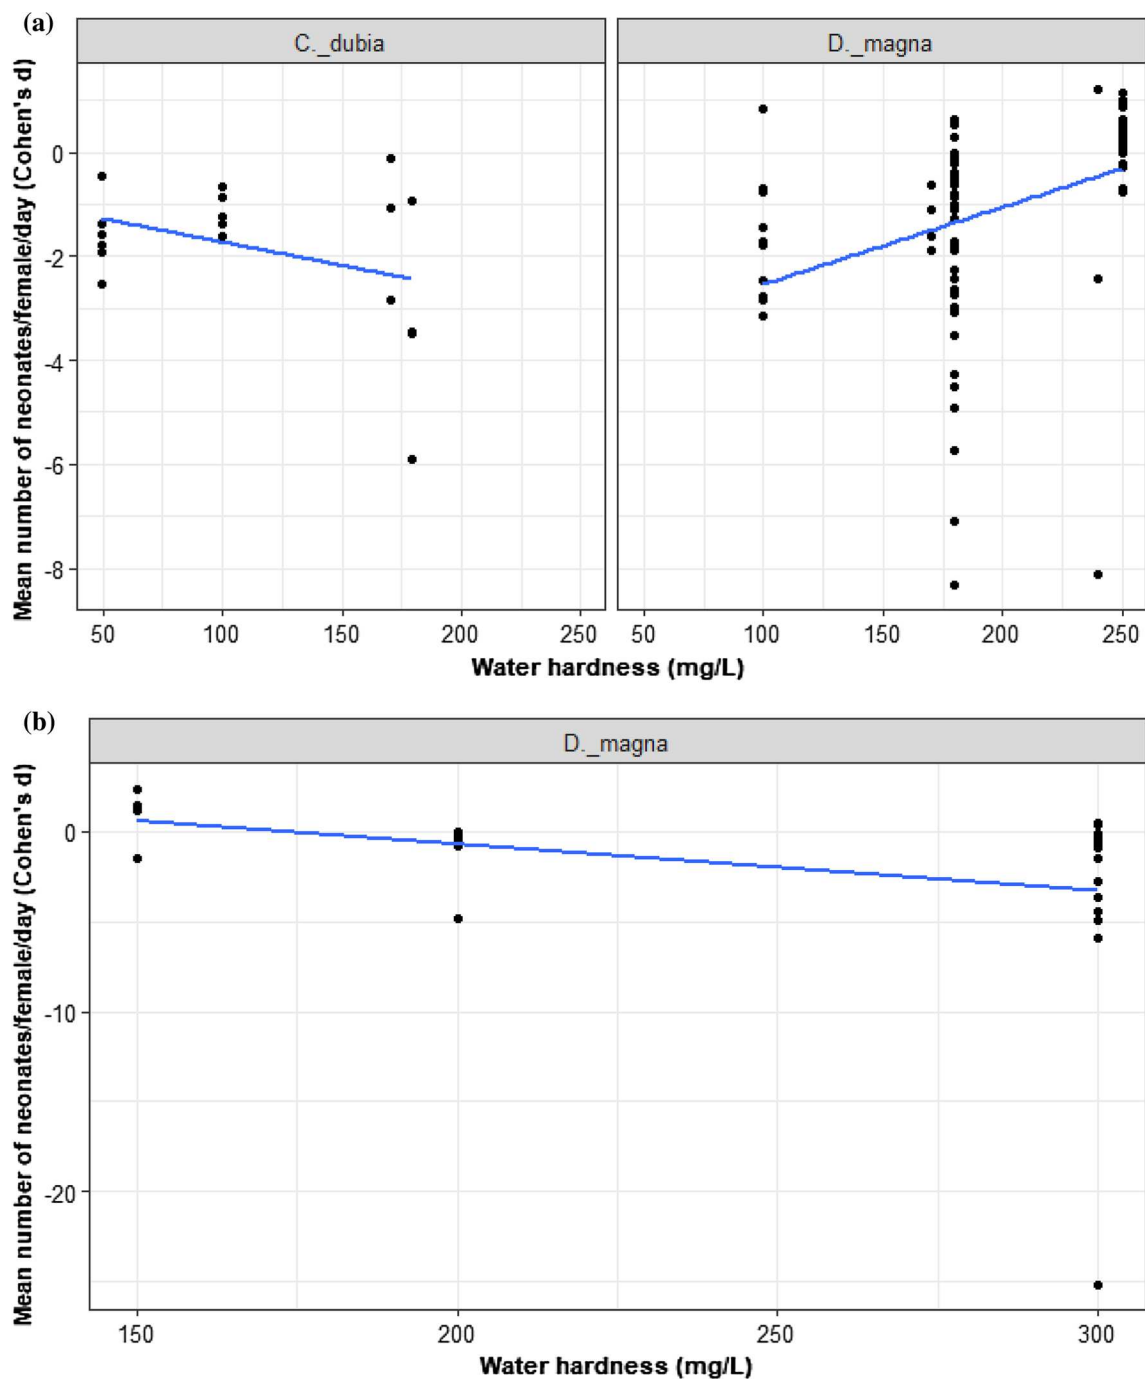 (a)
C._dubia
D._magna
Mean number of neonates/female/day (Cohen's d)
0
-2
-4
-6
-8
50 100 150 200 250
50 100 150 200 250
Water hardness (mg/L)
(b)
D._magna
Mean number of neonates/female/day (Cohen's d)
0
-10
-20
150 200 250 300
Water hardness (mg/L)